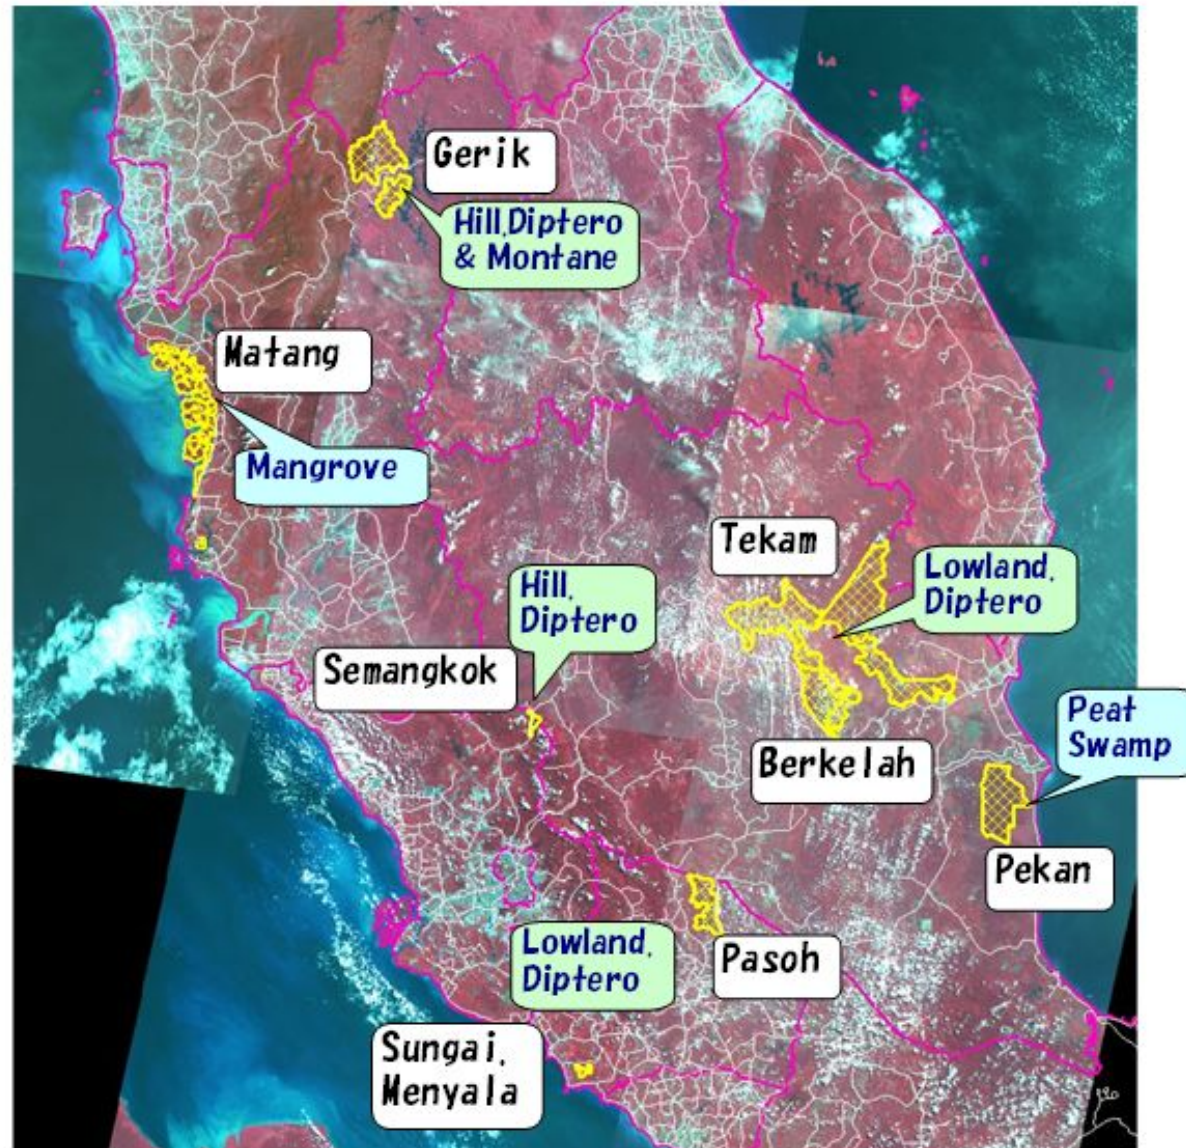 Gerik
Hill,Diptero
& Montane
Matang
Mangrove
Tekam
Lowland,
Diptero
Hill,
Diptero
Semangkok
Peat
Swamp
Berkelah
Pekan
Lowland,
Diptero
Pasoh
Sungai,
Menyala